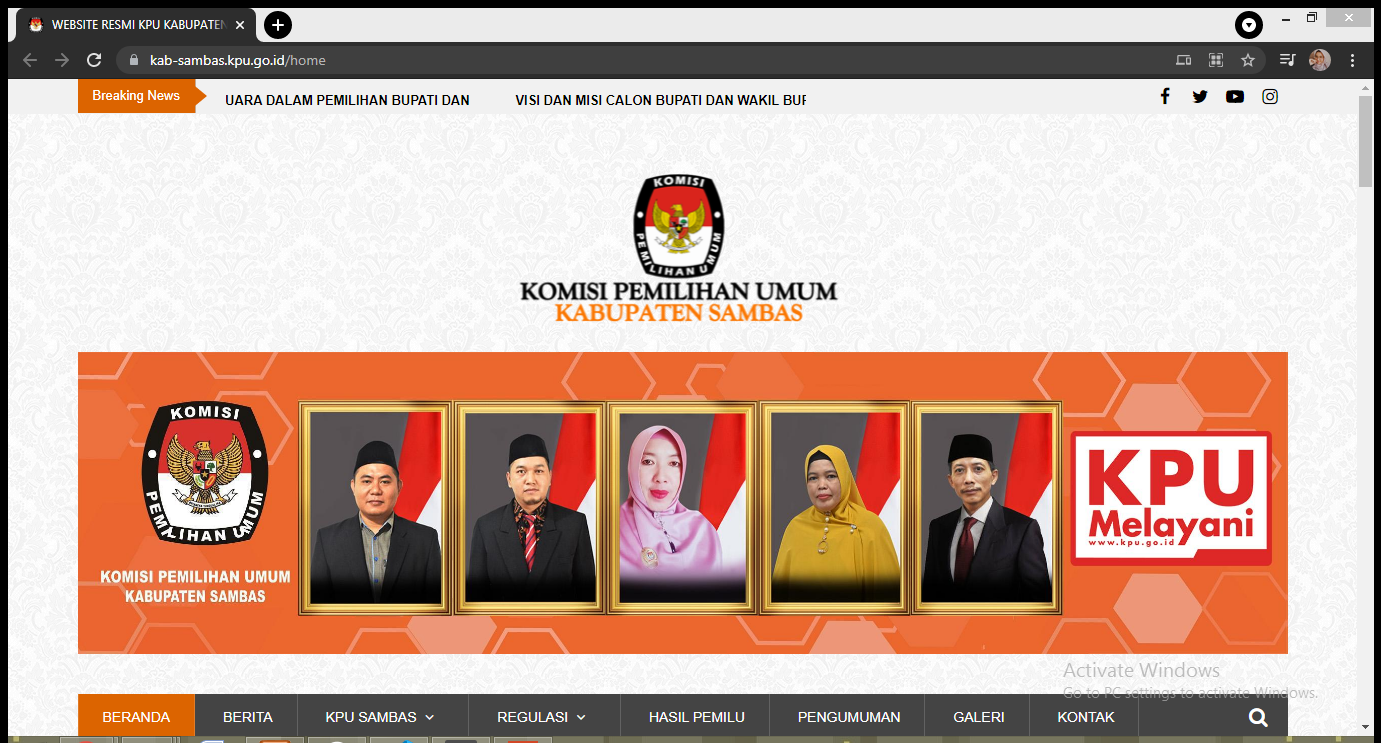 WEBSITE RESMI KPU KABUPATEN
kab-sambas.kpu.go.id/home
Breaking News
UARA DALAM PEMILIHAN BUPATI DAN
VISI DAN MISI CALON BUPATI DAN WAKIL BUP
KOMISI
PEMILIHAN UMUM
KOMISI PEMILIHAN UMUM
KABUPATEN SAMBAS
KOMISI
PEMILIHAN UMUM
KOMISI PEMILIHAN UMUM
KABUPATEN SAMBAS
KPU
Melayani
www.kpu.go.id
Activate Windows
Go to PC settings to activate Windows.
BERANDA
BERITA
KPU SAMBAS
REGULASI
HASIL PEMILU
PENGUMUMAN
GALERI
KONTAK